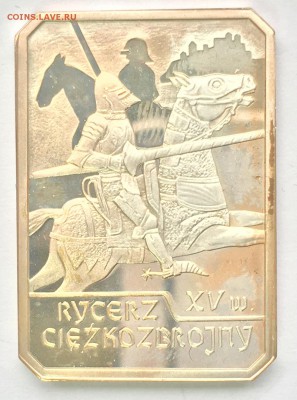 COINS.LAVE.RU
RYCERZ XV w.
CIĘŻKOZBROJNY